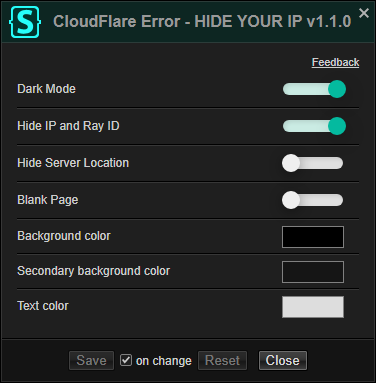 CloudFlare Error - HIDE YOUR IP v1.1.0
Feedback
Dark Mode
Hide IP and Ray ID
Hide Server Location
Blank Page
Background color
Secondary background color
Text color
Save on change Reset Close